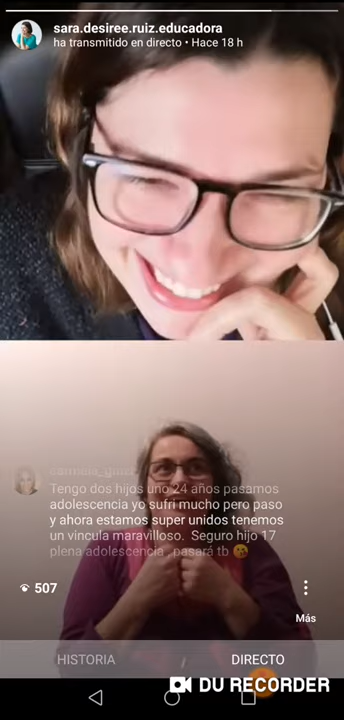 sara.desiree.ruiz.educadora
ha transmitido en directo • Hace 18 h
Tengo dos hijos uno 24 años pasamos
adolescencia yo sufrí mucho pero paso
y ahora estamos super unidos tenemos
un vincula maravilloso. Seguro hijo 17
plena adolescencia , pasará tb 😘
507
Más
HISTORIA
DIRECTO
DU RECORDER